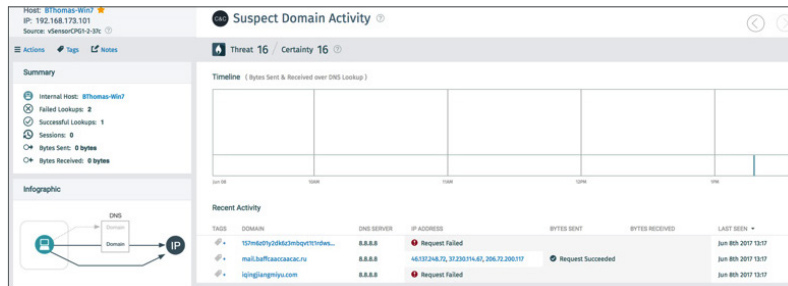 Host: BThomas-Win7
IP: 192.168.173.101
Source: vSensorCPG1-2-37c
Actions Tags Notes
C&C Suspect Domain Activity
Threat 16 / Certainty 16
Summary
Internal Host: BThomas-Win7
Failed Lookups: 2
Successful Lookups: 1
Sessions: 0
Bytes Sent: 0 bytes
Bytes Received: 0 bytes
Infographic
DNS
Domain
Domain
IP
Timeline ( Bytes Sent & Received over DNS Lookup )
Jun 08 10AM 11AM 12PM 1PM
Recent Activity
TAGS DOMAIN DNS SERVER IP ADDRESS BYTES SENT BYTES RECEIVED LAST SEEN
8.8.8.8 Request Failed Jun 8th 2017 13:17
mail.baffcaaccaacac.ru 8.8.8.8 46.137.248.72, 37.230.114.67, 206.72.200.117 Request Succeeded Jun 8th 2017 13:17
iqingjiangmiyu.com 8.8.8.8 Request Failed Jun 8th 2017 13:17